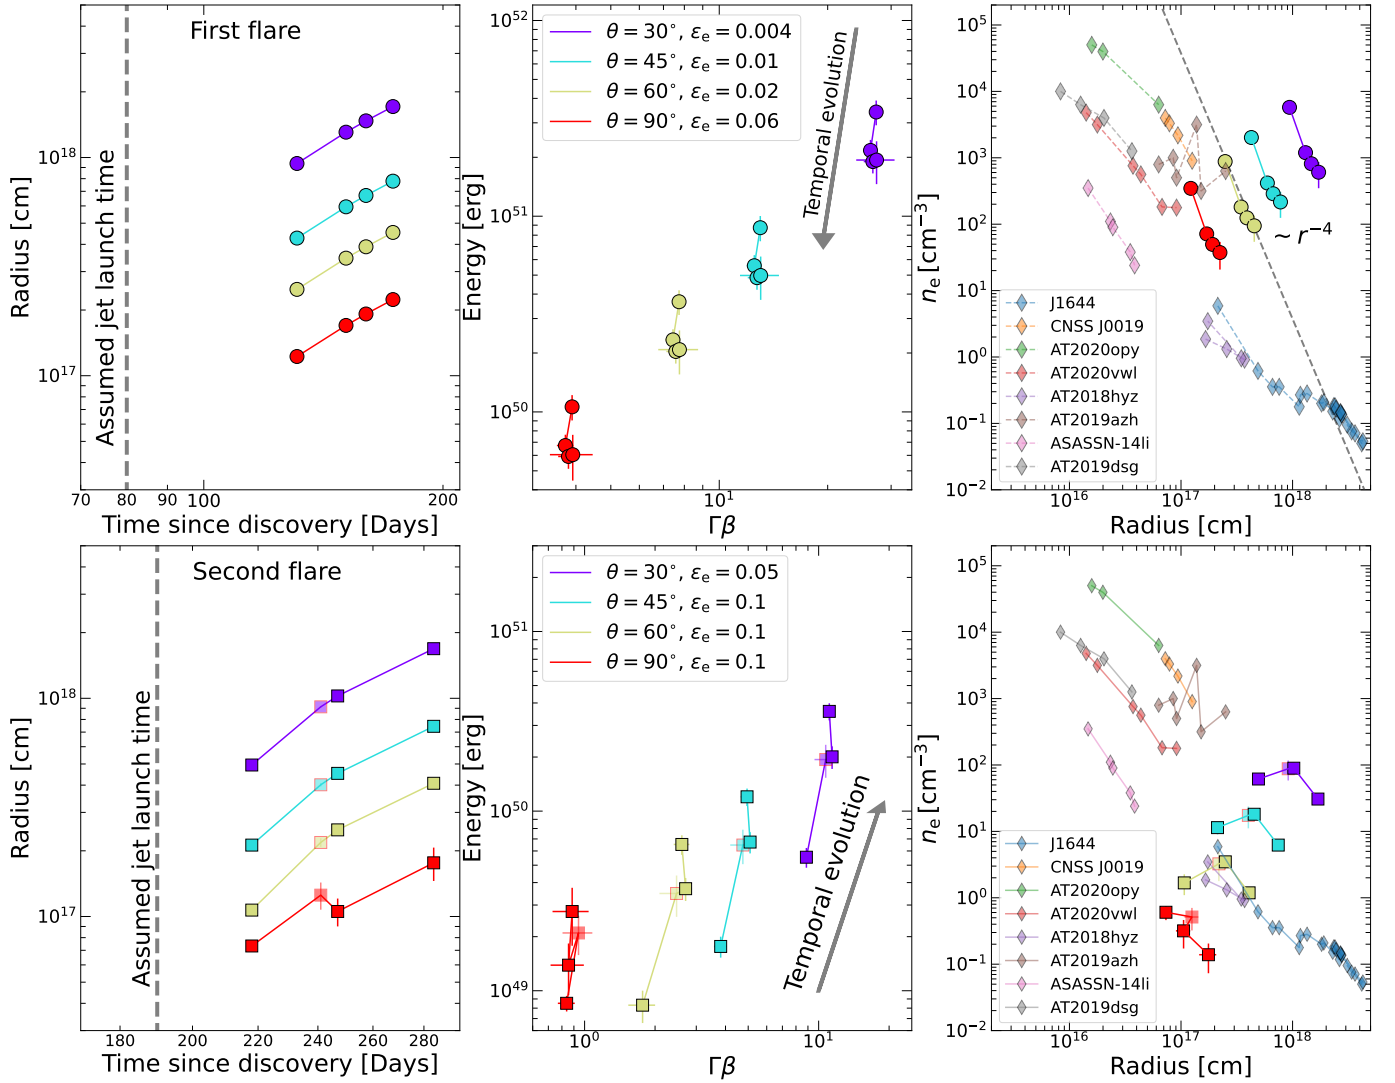 First flare
Assumed jet launch time
Radius [cm]
10^18
10^17
70
80
90
100
200
Time since discovery [Days]
θ = 30°, ε_e = 0.004
θ = 45°, ε_e = 0.01
θ = 60°, ε_e = 0.02
θ = 90°, ε_e = 0.06
Temporal evolution
Energy [erg]
10^52
10^51
10^50
10^1
Γβ
n_e [cm^−3]
10^5
10^4
10^3
10^2
10^1
10^0
10^−1
10^−2
~ r^−4
J1644
CNSS J0019
AT2020opy
AT2020vwl
AT2018hyz
AT2019azh
ASASSN-14li
AT2019dsg
10^16
10^17
10^18
Radius [cm]
Second flare
Assumed jet launch time
Radius [cm]
10^18
10^17
180
200
220
240
260
280
Time since discovery [Days]
θ = 30°, ε_e = 0.05
θ = 45°, ε_e = 0.1
θ = 60°, ε_e = 0.1
θ = 90°, ε_e = 0.1
Temporal evolution
Energy [erg]
10^51
10^50
10^49
10^0
10^1
Γβ
n_e [cm^−3]
10^5
10^4
10^3
10^2
10^1
10^0
10^−1
10^−2
J1644
CNSS J0019
AT2020opy
AT2020vwl
AT2018hyz
AT2019azh
ASASSN-14li
AT2019dsg
10^16
10^17
10^18
Radius [cm]